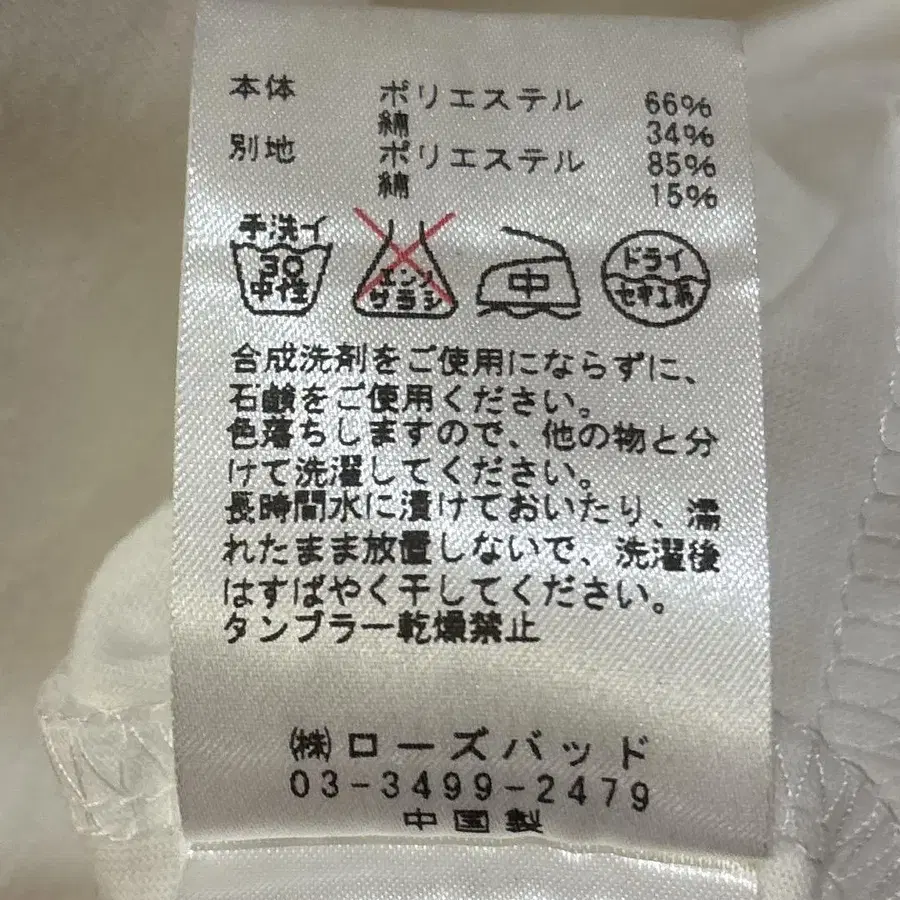 本体 ポリエステル 66%
綿 34%
別地 ポリエステル 85%
綿 15%
手洗イ
30
中性
エンソ
サラシ
中
ドライ
セキユ系
合成洗剤をご使用にならずに、
石鹸をご使用ください。
色落ちしますので、他の物と分
けて洗濯してください。
長時間水に漬けておいたり、濡
れたまま放置しないで、洗濯後
はすばやく干してください。
タンブラー乾燥禁止
㈱ローズバッド
03-3499-2479
中国製